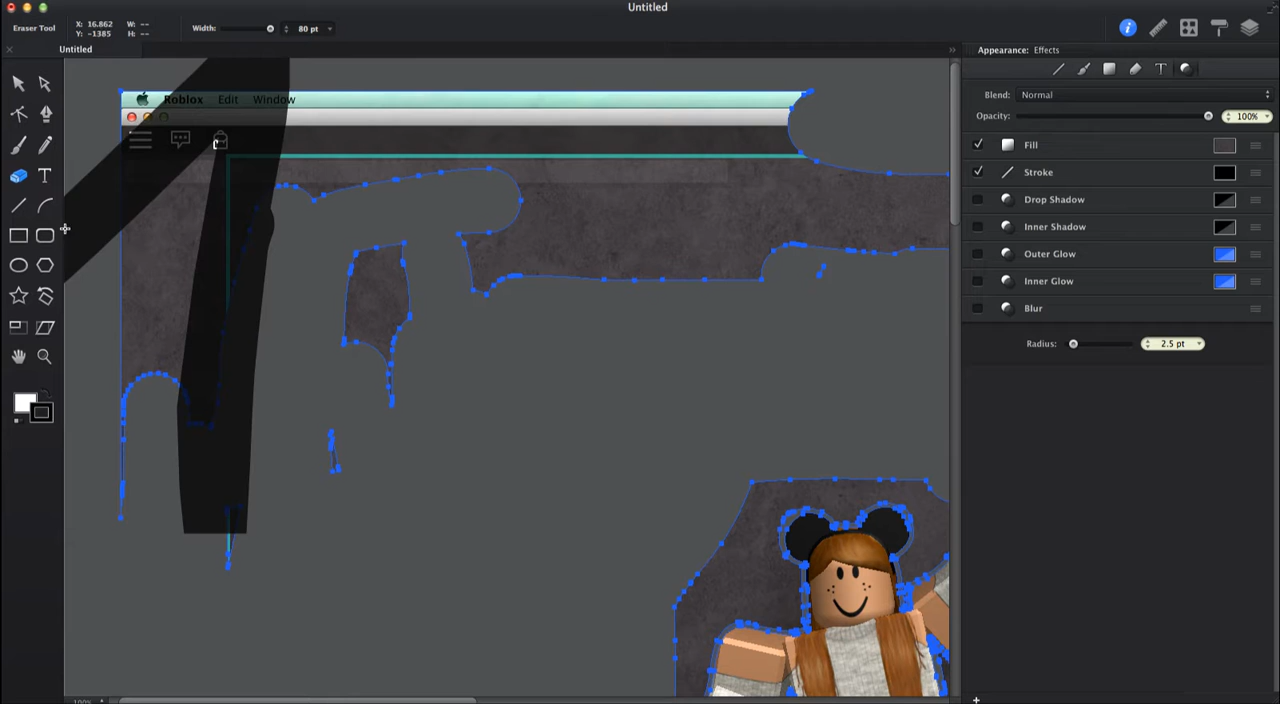 Untitled
Eraser Tool
X: 16.862
W: --
Y: -1385
H: --
Width:
80 pt
Untitled
Roblox Edit Window
Appearance: Effects
T
Blend: Normal
Opacity: 100%
Fill
Stroke
Drop Shadow
Inner Shadow
Outer Glow
Inner Glow
Blur
Radius: 2.5 pt
T
100%